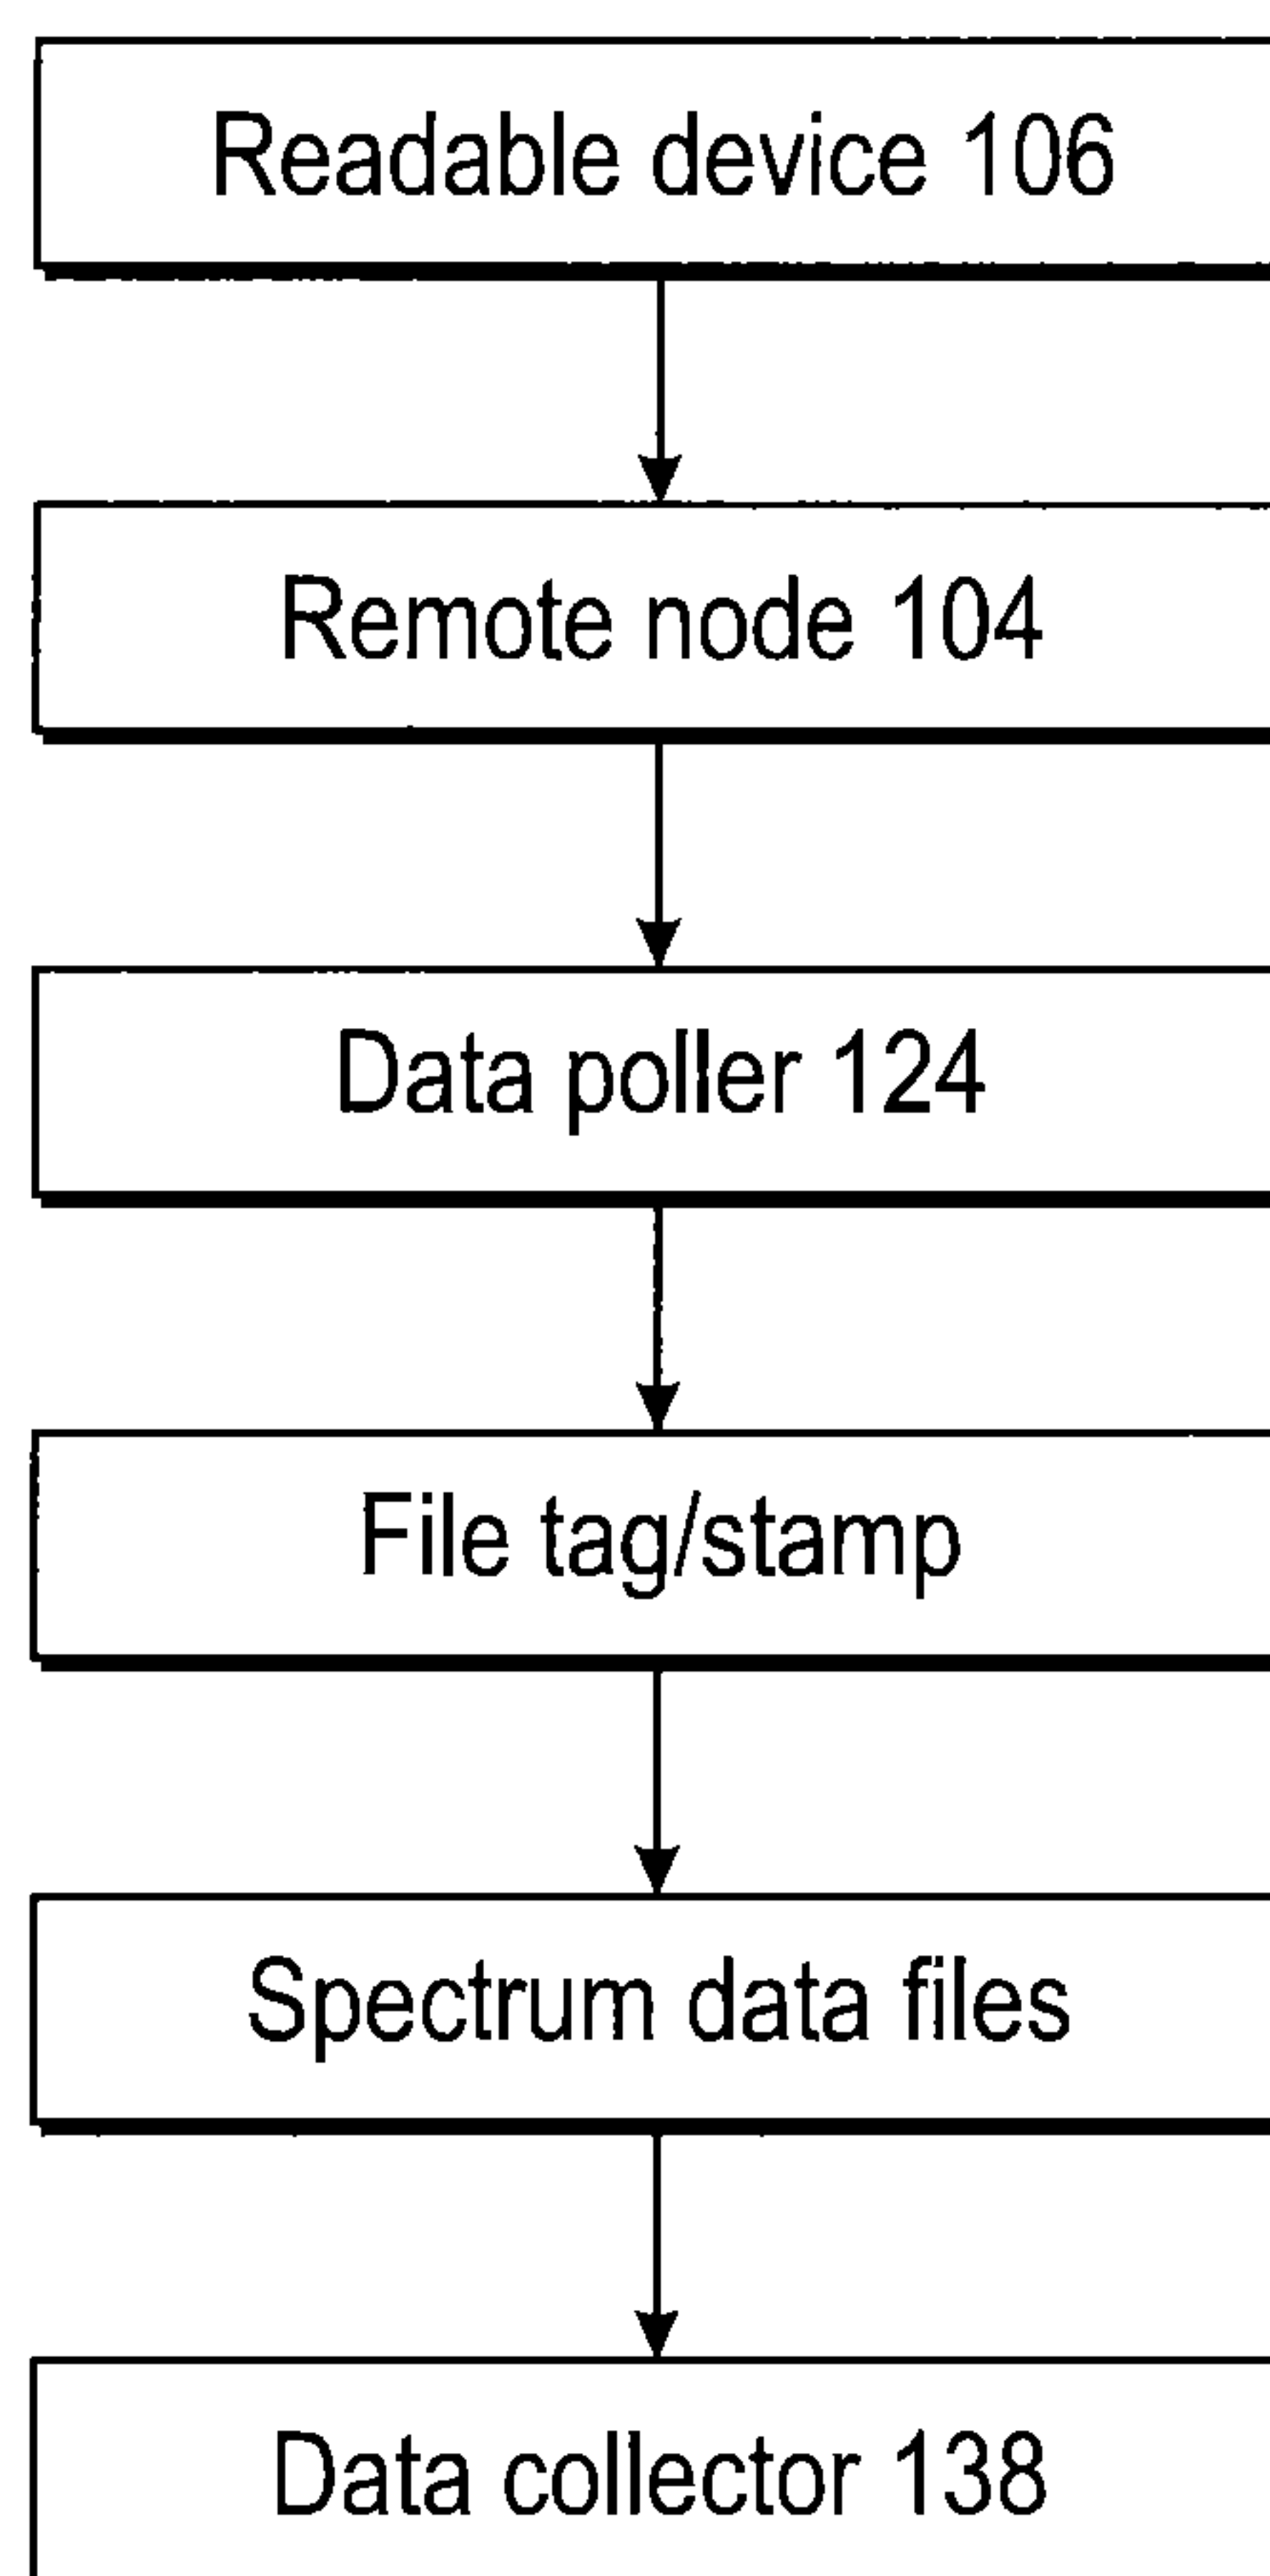 Readable device 106
Remote node 104
Data poller 124
File tag/stamp
Spectrum data files
Data collector 138